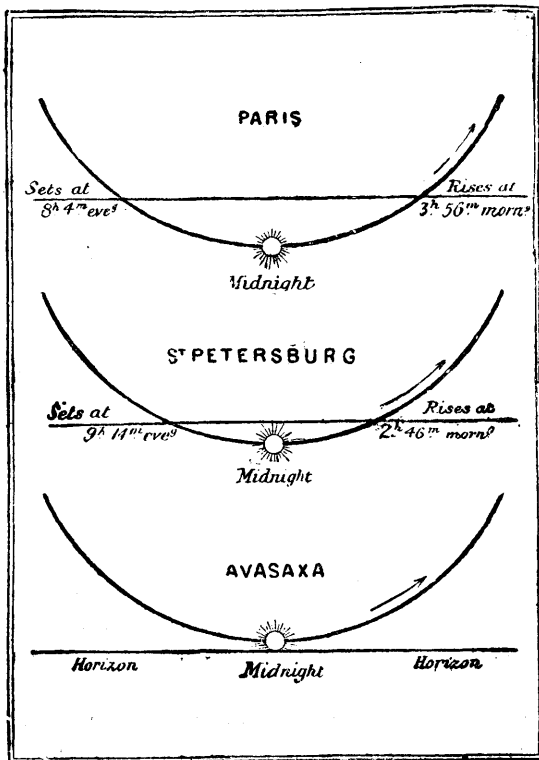 PARIS
Sets at
8h 4m eveg
Rises at
3h 56m morng
Midnight
ST PETERSBURG
Sets at
9h 14m eveg
Rises at
2h 46m morng
Midnight
AVASAXA
Horizon
Midnight
Horizon